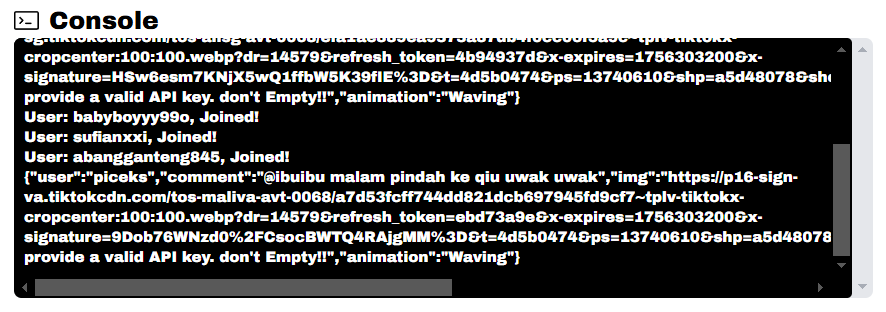 Console
cropcenter:100:100.webp?dr=14579&refresh_token=4b94937d&x-expires=1756303200&x-
signature=HSw6esm7KNjX5wQ1ffbW5K39fIE%3D&t=4d5b0474&ps=13740610&shp=a5d48078&shc
provide a valid API key. don't Empty!!","animation":"Waving"}
User: babyboyyy99o, Joined!
User: sufianxxi, Joined!
User: abangganteng845, Joined!
{"user":"piceks","comment":"@ibuibu malam pindah ke qiu uwak uwak","img":"https://p16-sign-
va.tiktokcdn.com/tos-maliva-avt-0068/a7d53fcff744dd821dcb697945fd9cf7~tplv-tiktokx-
cropcenter:100:100.webp?dr=14579&refresh_token=ebd73a9e&x-expires=1756303200&x-
signature=9Dob76WNzd0%2FCsocBWTQ4RAjgMM%3D&t=4d5b0474&ps=13740610&shp=a5d48078
provide a valid API key. don't Empty!!","animation":"Waving"}